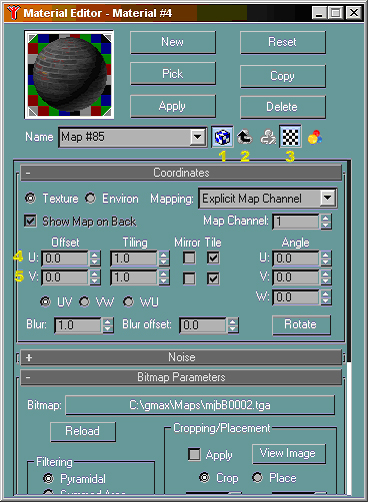 Material Editor - Material #4
New Reset
Pick Copy
Apply Delete
Name Map #85
1 2 3
- Coordinates
Texture Environ Mapping: Explicit Map Channel
Show Map on Back Map Channel: 1
Offset Tiling Mirror Tile Angle
4 U: 0.0 1.0 U: 0.0
5 V: 0.0 1.0 V: 0.0
W: 0.0
UV VW WU
Blur: 1.0 Blur offset: 0.0 Rotate
+ Noise
- Bitmap Parameters
Bitmap: C:\gmax\Maps\mjbB0002.tga
Reload Cropping/Placement
Apply View Image
Filtering
Pyramidal Crop Place
Summed Area